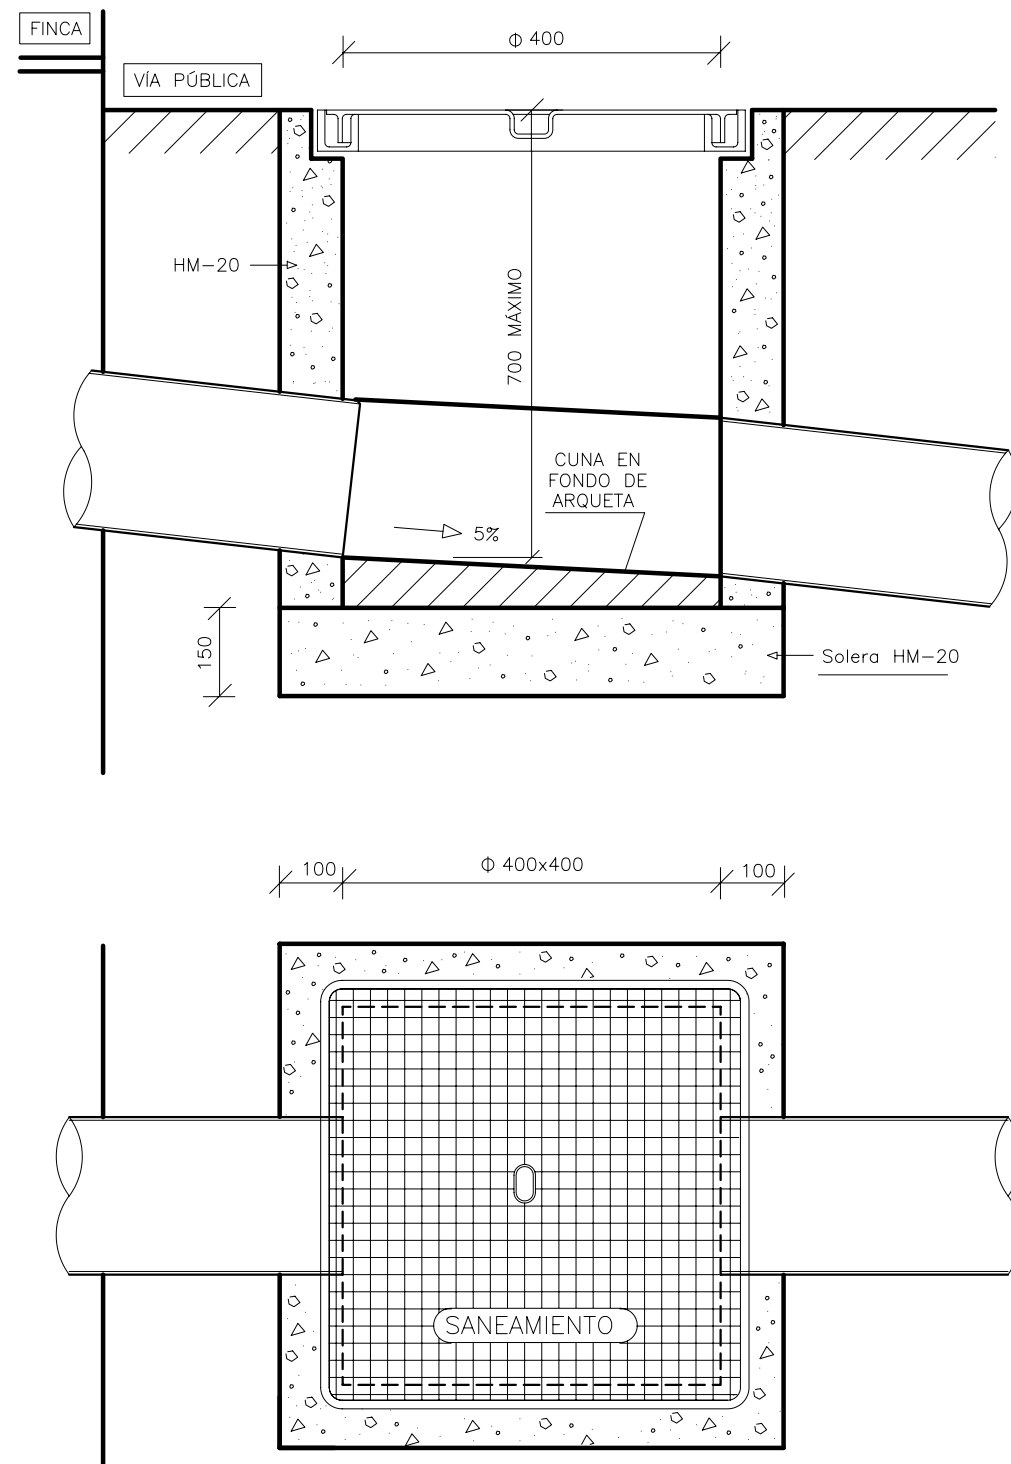 FINCA
Φ 400
VÍA PÚBLICA
HM-20
700 MÁXIMO
CUNA EN
FONDO DE
ARQUETA
5%
150
Solera HM-20
100
Φ 400x400
100
SANEAMIENTO